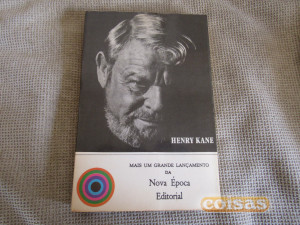 HENRY KANE
MAIS UM GRANDE LANÇAMENTO
DA
Nova Época
Editorial
coisas